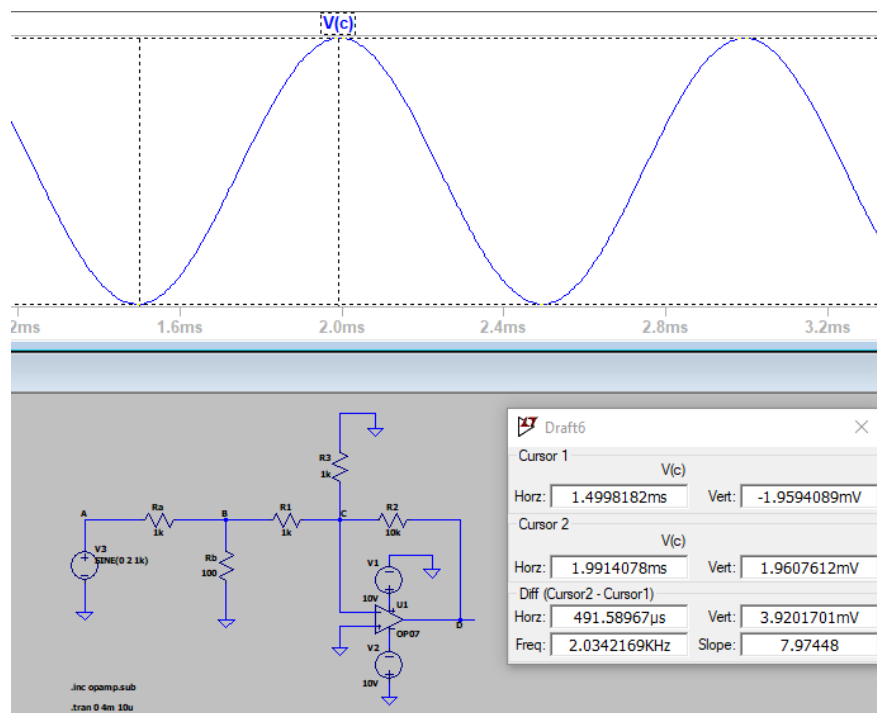 V(c)
2ms 1.6ms 2.0ms 2.4ms 2.8ms 3.2ms
Draft6
Cursor 1
V(c)
Horz: 1.4998182ms Vert: -1.9594089mV
Cursor 2
V(c)
Horz: 1.9914078ms Vert: 1.9607612mV
Diff (Cursor2 - Cursor1)
Horz: 491.58967µs Vert: 3.9201701mV
Freq: 2.0342169KHz Slope: 7.97448
R3
1k
A
Ra
1k
B
R1
1k
C
R2
10k
V3
SINE(0 2 1k)
Rb
100
V1
10V
U1
OP07
D
V2
10V
.inc opamp.sub
.tran 0 4m 10u